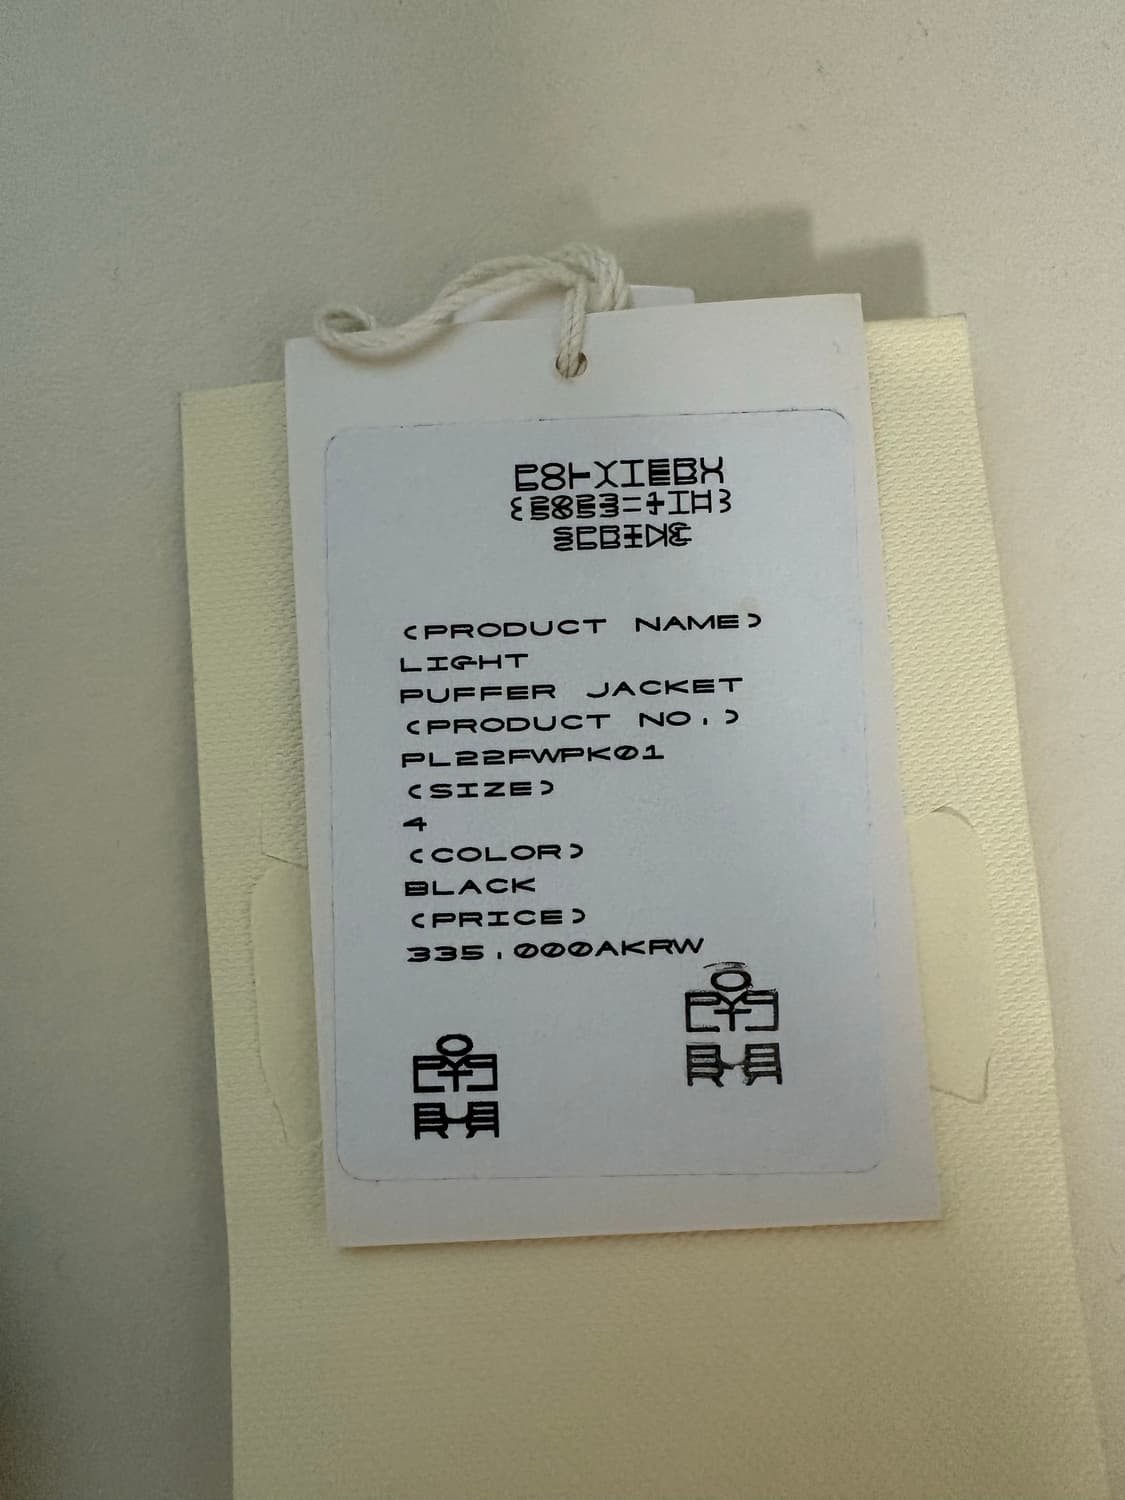 (PRODUCT NAME)
LIGHT
PUFFER JACKET
(PRODUCT NO.)
PL22FWPK01
(SIZE)
4
(COLOR)
BLACK
(PRICE)
335,000AKRW